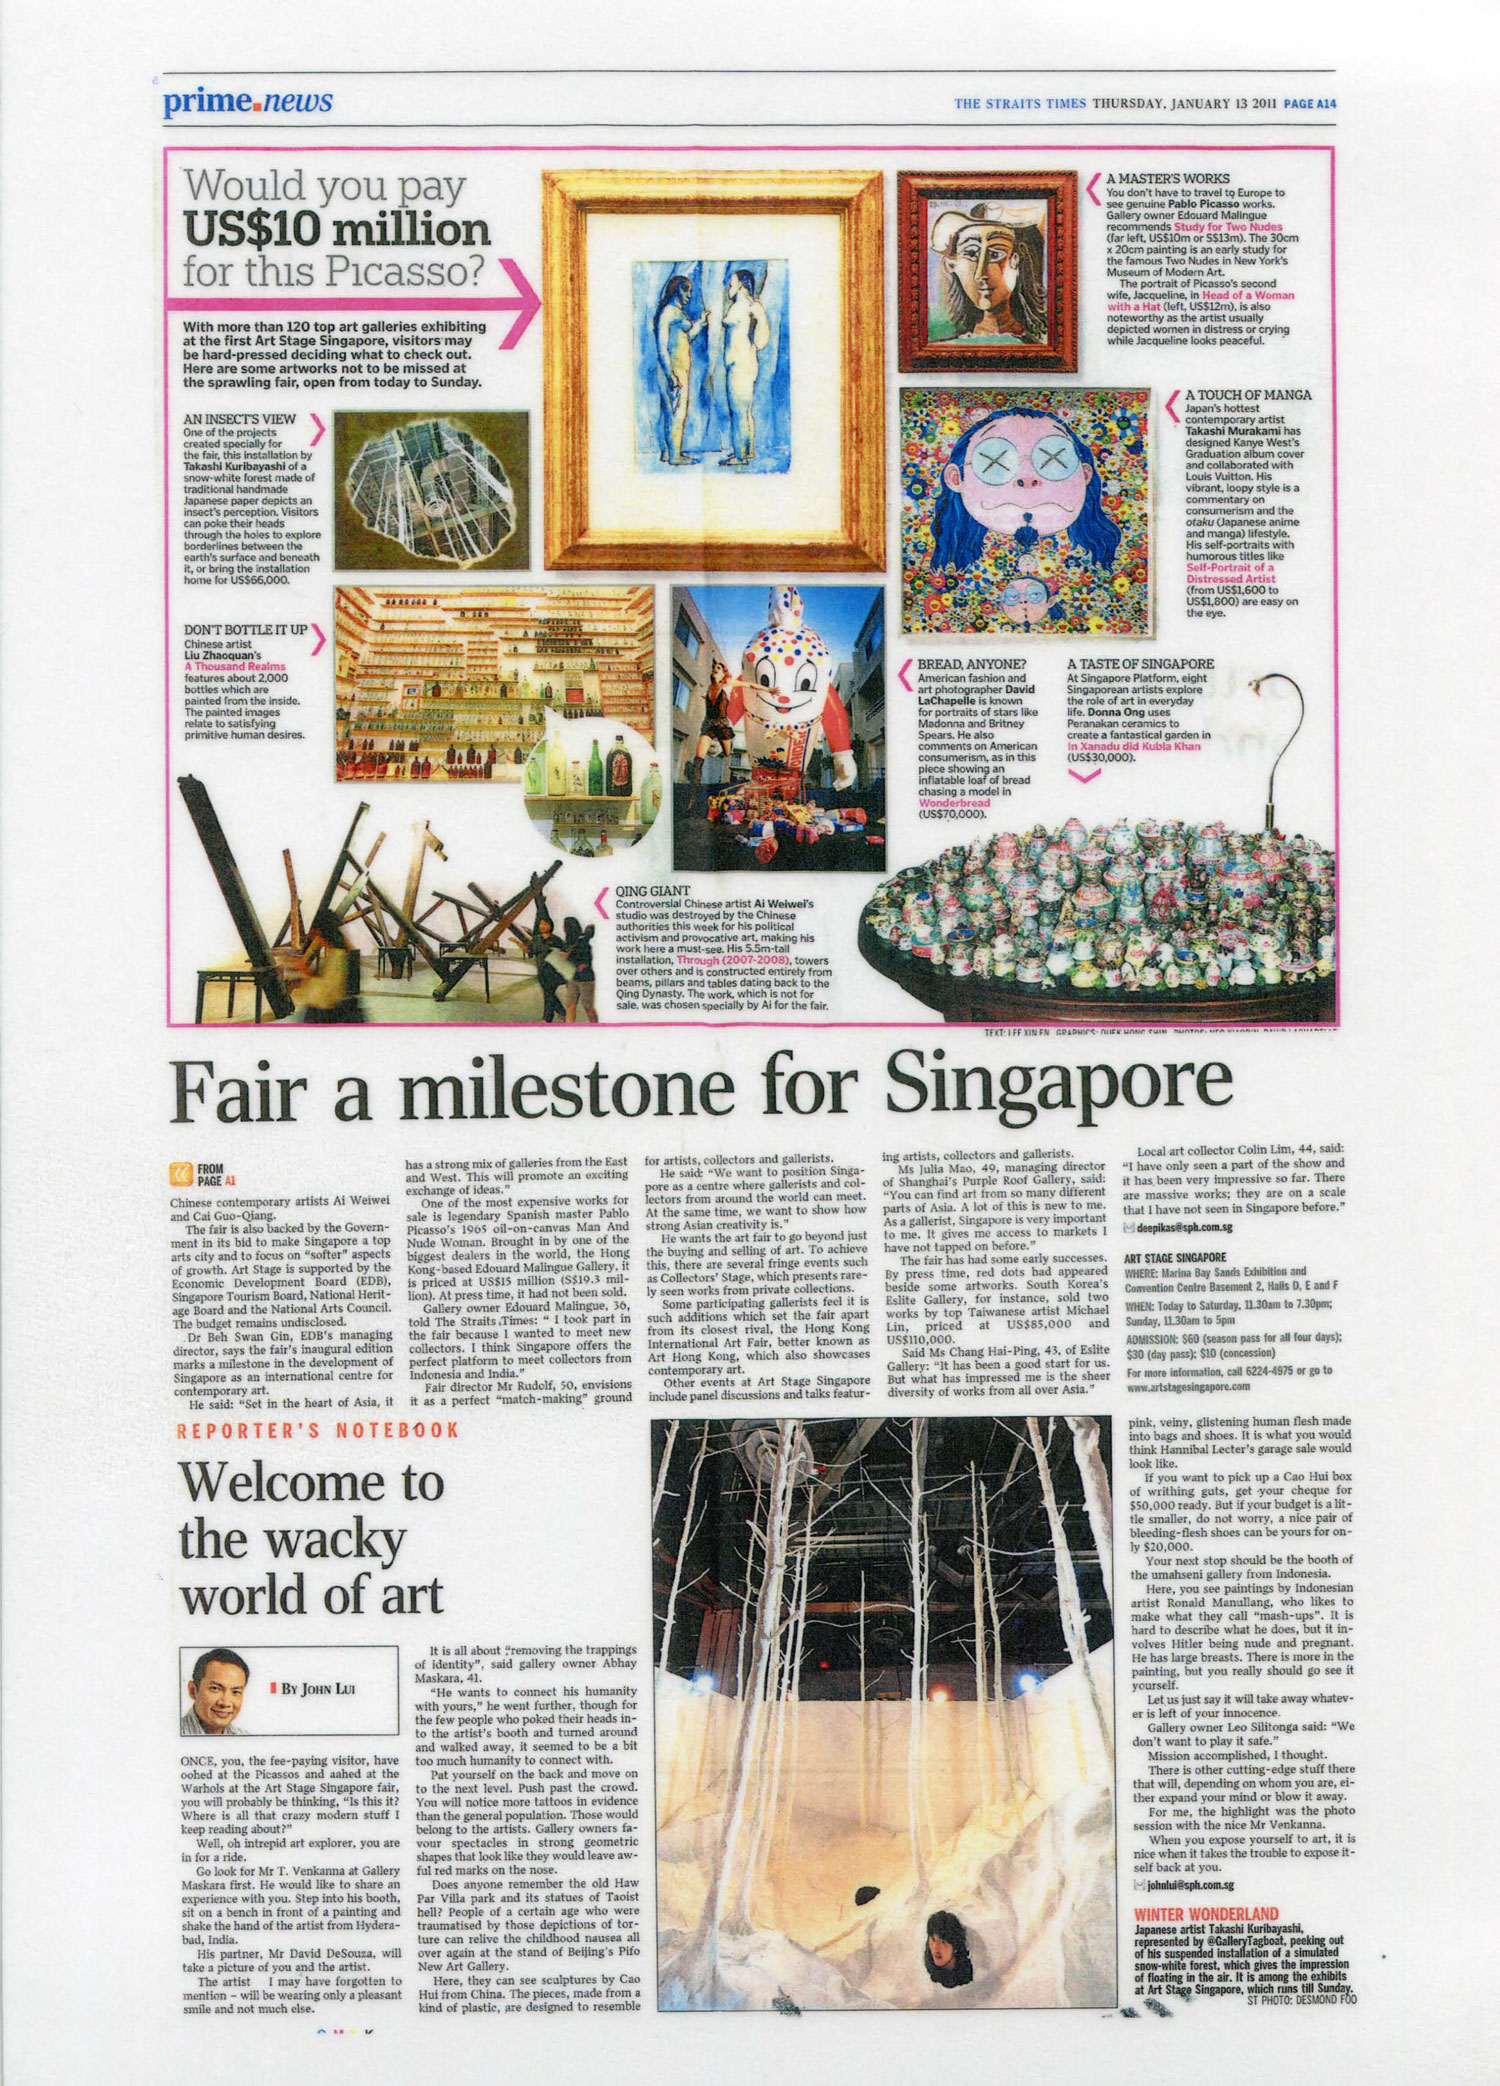 prime.news
THE STRAITS TIMES THURSDAY, JANUARY 13 2011 PAGE A14
Would you pay
US$10 million
for this Picasso?
With more than 120 top art galleries exhibiting
at the first Art Stage Singapore, visitors may
be hard-pressed deciding what to check out.
Here are some artworks not to be missed at
the sprawling fair, open from today to Sunday.
A MASTER'S WORKS
You don't have to travel to Europe to
see genuine Pablo Picasso works.
Gallery owner Edouard Malingue
recommends Study for Two Nudes
(far left, US$10m or S$13m). The 30cm
x 20cm painting is an early study for
the famous Two Nudes in New York's
Museum of Modern Art.
The portrait of Picasso's second
wife, Jacqueline, in Head of a Woman
with a Hat (left, US$12m), is also
noteworthy as the artist usually
depicted women in distress or crying
while Jacqueline looks peaceful.
AN INSECT'S VIEW
One of the projects
created specially for
the fair, this installation by
Takashi Kuribayashi of a
snow-white forest made of
traditional handmade
Japanese paper depicts an
insect's perception. Visitors
can poke their heads
through the holes to explore
borderlines between the
earth's surface and beneath
it, or bring the installation
home for US$66,000.
A TOUCH OF MANGA
Japan's hottest
contemporary artist
Takashi Murakami has
designed Kanye West's
Graduation album cover
and collaborated with
Louis Vuitton. His
vibrant, loopy style is a
commentary on
consumerism and the
otaku (Japanese anime
and manga) lifestyle.
His self-portraits with
humorous titles like
Self-Portrait of a
Distressed Artist
(from US$1,600 to
US$1,800) are easy on
the eye.
DON'T BOTTLE IT UP
Chinese artist
Liu Zhaoquan's
A Thousand Realms
features about 2,000
bottles which are
painted from the inside.
The painted images
relate to satisfying
primitive human desires.
BREAD, ANYONE?
American fashion and
art photographer David
LaChapelle is known
for portraits of stars like
Madonna and Britney
Spears. He also
comments on American
consumerism, as in this
piece showing an
inflatable loaf of bread
chasing a model in
Wonderbread
(US$70,000).
A TASTE OF SINGAPORE
At Singapore Platform, eight
Singaporean artists explore
the role of art in everyday
life. Donna Ong uses
Peranakan ceramics to
create a fantastical garden in
In Xanadu did Kubla Khan
(US$30,000).
QING GIANT
Controversial Chinese artist Ai Weiwei's
studio was destroyed by the Chinese
authorities this week for his political
activism and provocative art, making his
work here a must-see. His 5.5m-tall
installation, Through (2007-2008), towers
over others and is constructed entirely from
beams, pillars and tables dating back to the
Qing Dynasty. The work, which is not for
sale, was chosen specially by Ai for the fair.
TEXT: LEE XIN EN GRAPHICS: QUEK HONG SHIN PHOTOS:
Fair a milestone for Singapore
FROM
PAGE A1
Chinese contemporary artists Ai Weiwei
and Cai Guo-Qiang.
The fair is also backed by the Govern-
ment in its bid to make Singapore a top
arts city and to focus on "softer" aspects
of growth. Art Stage is supported by the
Economic Development Board (EDB),
Singapore Tourism Board, National Herit-
age Board and the National Arts Council.
The budget remains undisclosed.
Dr Beh Swan Gin, EDB's managing
director, says the fair's inaugural edition
marks a milestone in the development of
Singapore as an international centre for
contemporary art.
He said: "Set in the heart of Asia, it
has a strong mix of galleries from the East
and West. This will promote an exciting
exchange of ideas."
One of the most expensive works for
sale is legendary Spanish master Pablo
Picasso's 1965 oil-on-canvas Man And
Nude Woman. Brought in by one of the
biggest dealers in the world, the Hong
Kong-based Edouard Malingue Gallery, it
is priced at US$15 million (S$19.3 mil-
lion). At press time, it had not been sold.
Gallery owner Edouard Malingue, 36,
told The Straits Times: " I took part in
the fair because I wanted to meet new
collectors. I think Singapore offers the
perfect platform to meet collectors from
Indonesia and India."
Fair director Mr Rudolf, 50, envisions
it as a perfect "match-making" ground
for artists, collectors and gallerists.
He said: "We want to position Singa-
pore as a centre where gallerists and col-
lectors from around the world can meet.
At the same time, we want to show how
strong Asian creativity is."
He wants the art fair to go beyond just
the buying and selling of art. To achieve
this, there are several fringe events such
as Collectors' Stage, which presents rare-
ly seen works from private collections.
Some participating gallerists feel it is
such additions which set the fair apart
from its closest rival, the Hong Kong
International Art Fair, better known as
Art Hong Kong, which also showcases
contemporary art.
Other events at Art Stage Singapore
include panel discussions and talks featur-
ing artists, collectors and gallerists.
Ms Julia Mao, 49, managing director
of Shanghai's Purple Roof Gallery, said:
"You can find art from so many different
parts of Asia. A lot of this is new to me.
As a gallerist, Singapore is very important
to me. It gives me access to markets I
have not tapped on before."
The fair has had some early successes.
By press time, red dots had appeared
beside some artworks. South Korea's
Eslite Gallery, for instance, sold two
works by top Taiwanese artist Michael
Lin, priced at US$85,000 and
US$110,000.
Said Ms Chang Hai-Ping, 43, of Eslite
Gallery: "It has been a good start for us.
But what has impressed me is the sheer
diversity of works from all over Asia."
Local art collector Colin Lim, 44, said:
"I have only seen a part of the show and
it has been very impressive so far. There
are massive works; they are on a scale
that I have not seen in Singapore before."
deepikas@sph.com.sg
ART STAGE SINGAPORE
WHERE: Marina Bay Sands Exhibition and
Convention Centre Basement 2, Halls D, E and F
WHEN: Today to Saturday, 11.30am to 7.30pm;
Sunday, 11.30am to 5pm
ADMISSION: $60 (season pass for all four days);
$30 (day pass); $10 (concession)
For more information, call 6224-4975 or go to
www.artstagesingapore.com
REPORTER'S NOTEBOOK
Welcome to
the wacky
world of art
BY JOHN LUI
ONCE, you, the fee-paying visitor, have
oohed at the Picassos and aahed at the
Warhols at the Art Stage Singapore fair,
you will probably be thinking, "Is this it?
Where is all that crazy modern stuff I
keep reading about?"
Well, oh intrepid art explorer, you are
in for a ride.
Go look for Mr T. Venkanna at Gallery
Maskara first. He would like to share an
experience with you. Step into his booth,
sit on a bench in front of a painting and
shake the hand of the artist from Hydera-
bad, India.
His partner, Mr David DeSouza, will
take a picture of you and the artist.
The artist I may have forgotten to
mention – will be wearing only a pleasant
smile and not much else.
It is all about "removing the trappings
of identity", said gallery owner Abhay
Maskara, 41.
"He wants to connect his humanity
with yours," he went further, though for
the few people who poked their heads in-
to the artist's booth and turned around
and walked away, it seemed to be a bit
too much humanity to connect with.
Pat yourself on the back and move on
to the next level. Push past the crowd.
You will notice more tattoos in evidence
than the general population. Those would
belong to the artists. Gallery owners fa-
vour spectacles in strong geometric
shapes that look like they would leave aw-
ful red marks on the nose.
Does anyone remember the old Haw
Par Villa park and its statues of Taoist
hell? People of a certain age who were
traumatised by those depictions of tor-
ture can relive the childhood nausea all
over again at the stand of Beijing's Pifo
New Art Gallery.
Here, they can see sculptures by Cao
Hui from China. The pieces, made from a
kind of plastic, are designed to resemble
pink, veiny, glistening human flesh made
into bags and shoes. It is what you would
think Hannibal Lecter's garage sale would
look like.
If you want to pick up a Cao Hui box
of writhing guts, get your cheque for
$50,000 ready. But if your budget is a lit-
tle smaller, do not worry, a nice pair of
bleeding-flesh shoes can be yours for on-
ly $20,000.
Your next stop should be the booth of
the umahseni gallery from Indonesia.
Here, you see paintings by Indonesian
artist Ronald Manullang, who likes to
make what they call "mash-ups". It is
hard to describe what he does, but it in-
volves Hitler being nude and pregnant.
He has large breasts. There is more in the
painting, but you really should go see it
yourself.
Let us just say it will take away whatev-
er is left of your innocence.
Gallery owner Leo Silitonga said: "We
don't want to play it safe."
Mission accomplished, I thought.
There is other cutting-edge stuff there
that will, depending on whom you are, ei-
ther expand your mind or blow it away.
For me, the highlight was the photo
session with the nice Mr Venkanna.
When you expose yourself to art, it is
nice when it takes the trouble to expose it-
self back at you.
johnlui@sph.com.sg
WINTER WONDERLAND
Japanese artist Takashi Kuribayashi,
represented by @GalleryTagboat, peeking out
of his suspended installation of a simulated
snow-white forest, which gives the impression
of floating in the air. It is among the exhibits
at Art Stage Singapore, which runs till Sunday.
ST PHOTO: DESMOND FOO